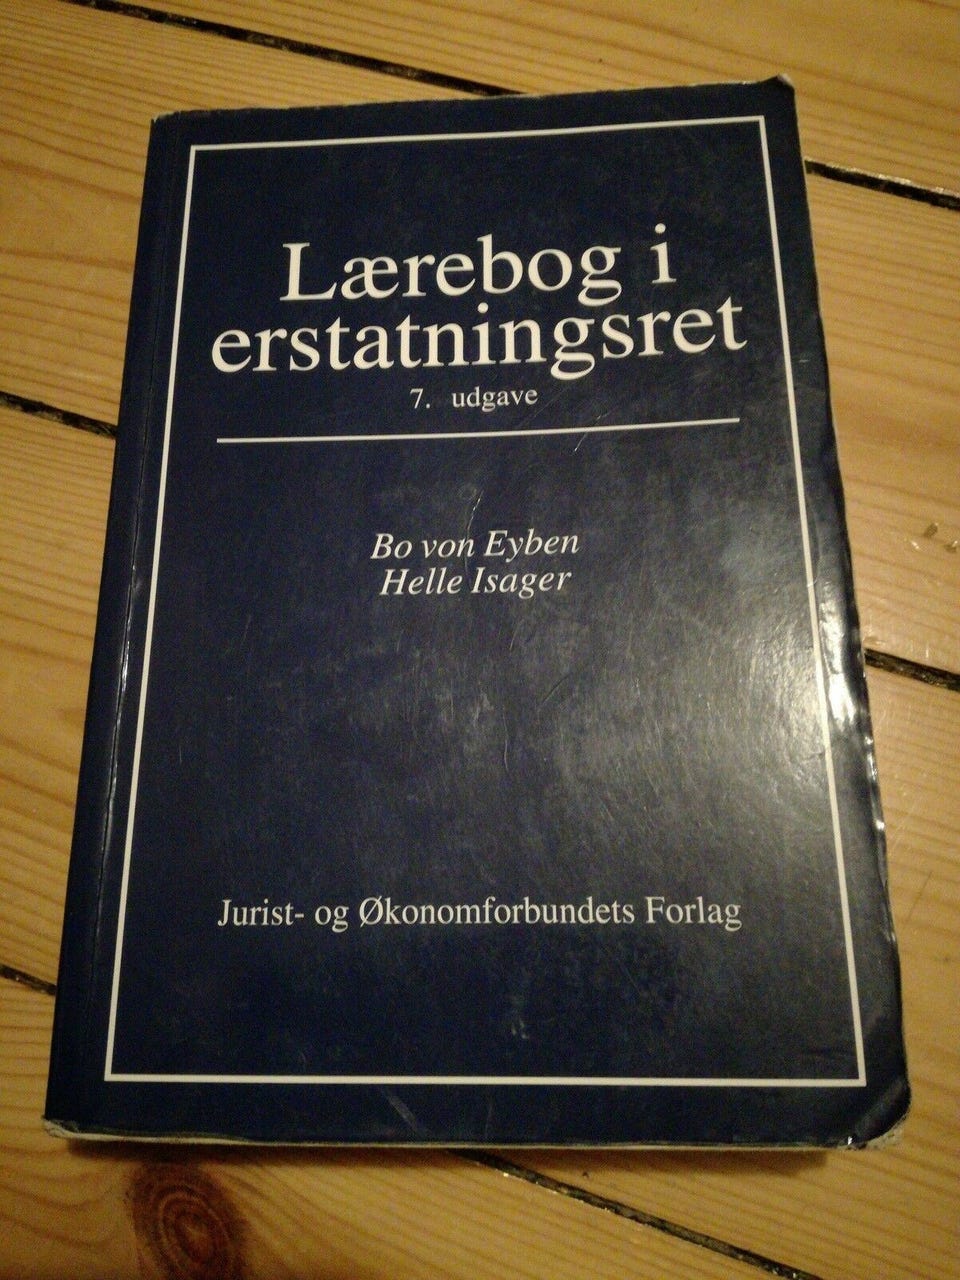 Lærebog i
erstatningsret
7. udgave
Bo von Eyben
Helle Isager
Jurist- og Økonomforbundets Forlag